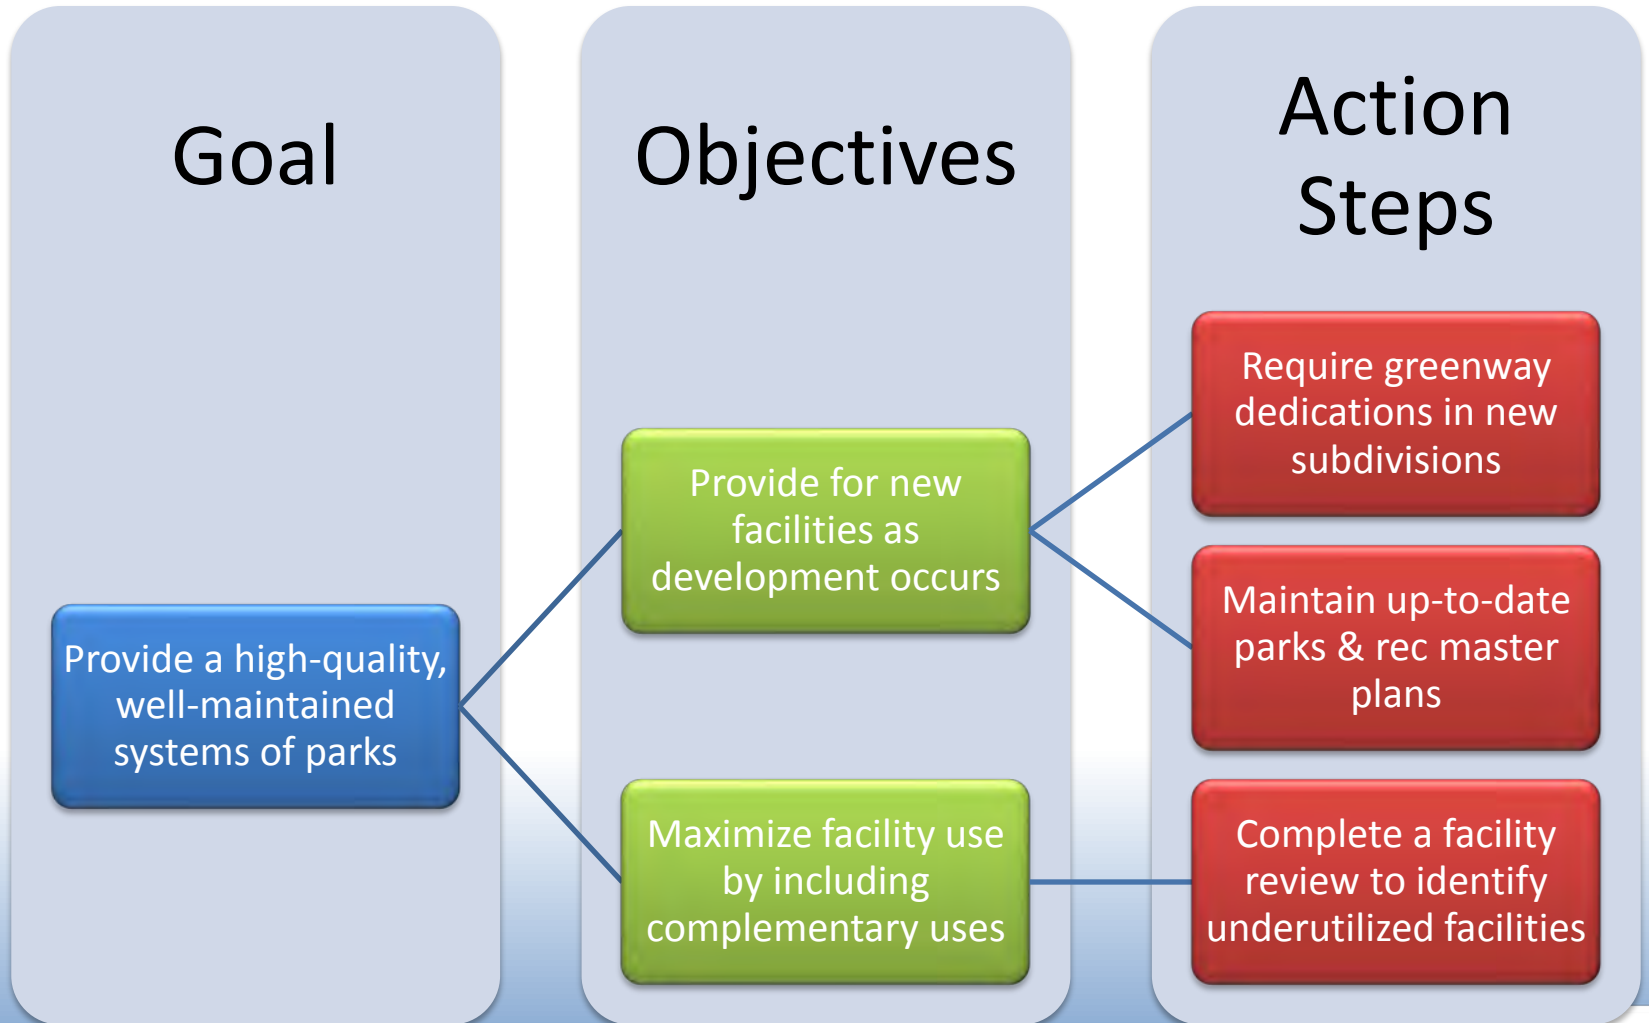 Goal
Provide a high-quality,
well-maintained
systems of parks
Objectives
Provide for new
facilities as
development occurs
Maximize facility use
by including
complementary uses
Action
Steps
Require greenway
dedications in new
subdivisions
Maintain up-to-date
parks & rec master
plans
Complete a facility
review to identify
underutilized facilities